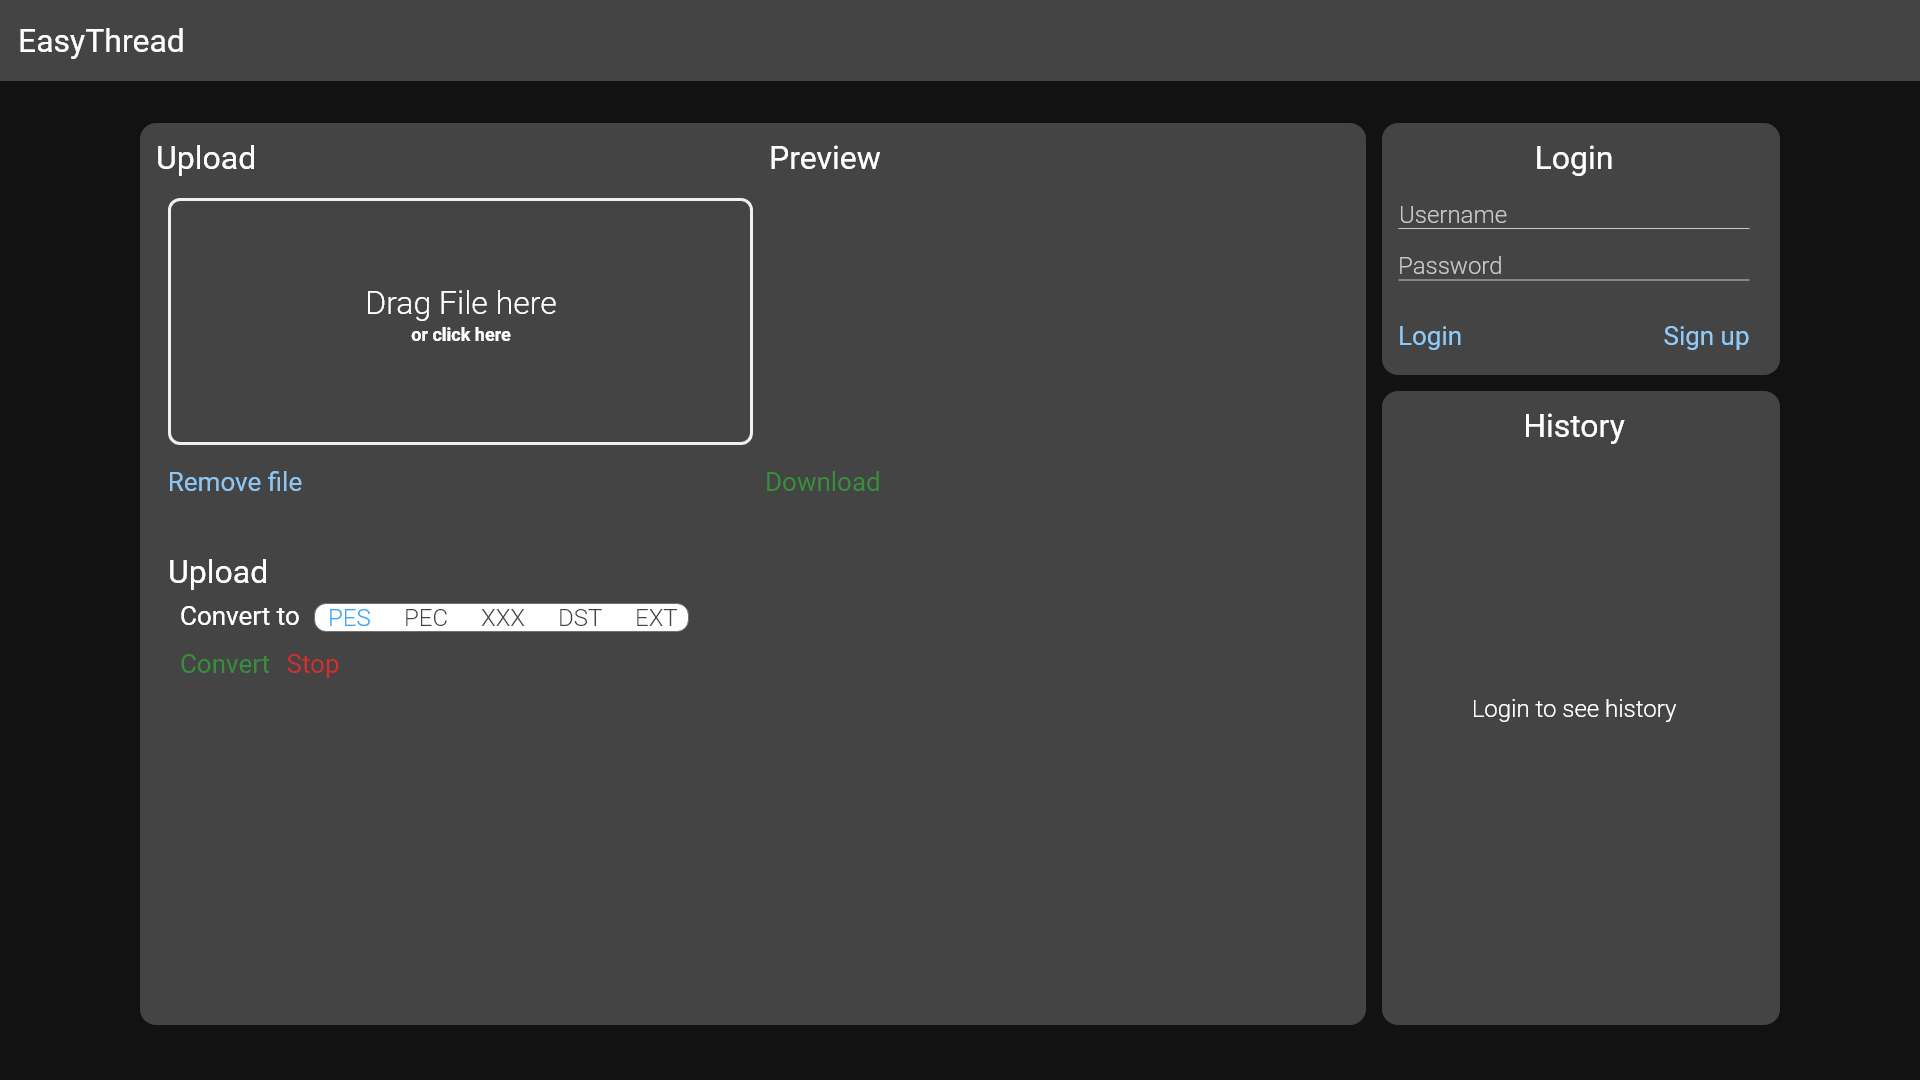 EasyThread
Upload
Preview
Drag File here
or click here
Remove file
Download
Upload
Convert to PES PEC XXX DST EXT
Convert Stop
Login
Username
Password
Login Sign up
History
Login to see history